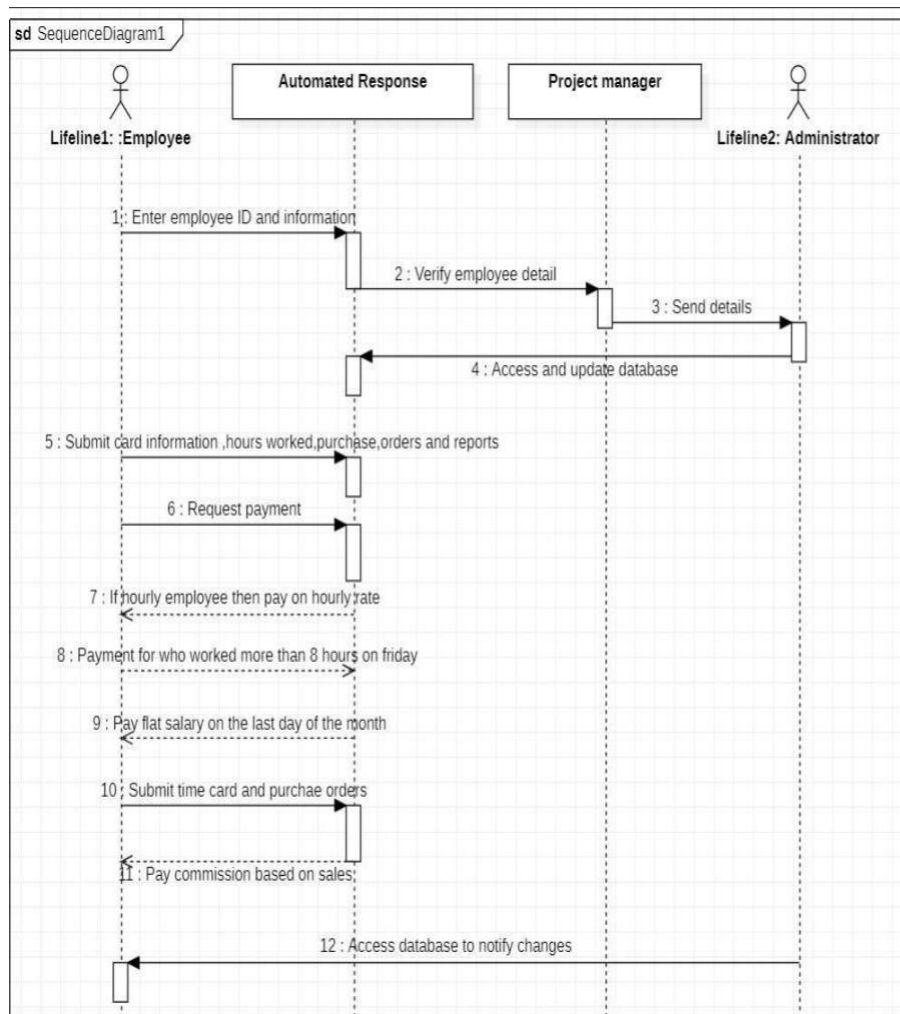 sd SequenceDiagram1
Automated Response
Project manager
Lifeline1: :Employee
Lifeline2: Administrator
1 : Enter employee ID and information
2 : Verify employee detail
3 : Send details
4 : Access and update database
5 : Submit card information ,hours worked,purchase,orders and reports
6 : Request payment
7 : If hourly employee then pay on hourly rate
8 : Payment for who worked more than 8 hours on friday
9 : Pay flat salary on the last day of the month
10 : Submit time card and purchae orders
11 : Pay commission based on sales
12 : Access database to notify changes